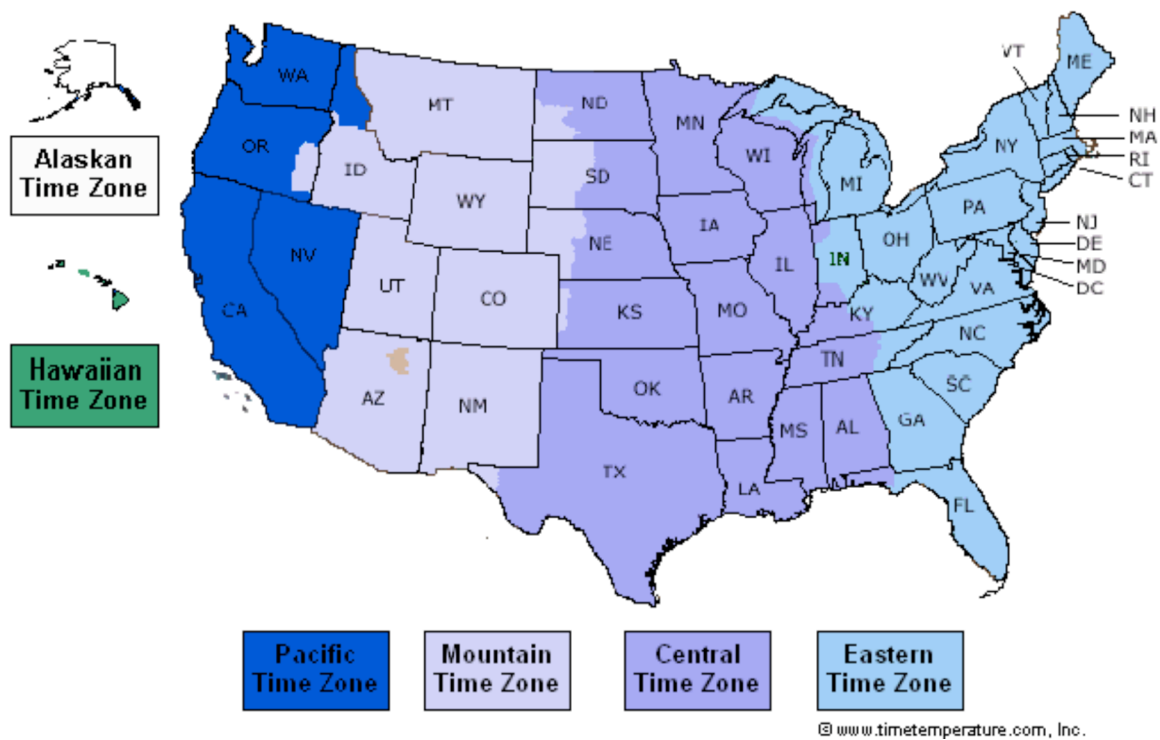 VT
ME
WA
MT
ND
MN
NH
MA
OR
NY
WI
RI
ID
SD
MI
CT
Alaskan
Time Zone
WY
PA
NJ
IA
NE
OH
DE
NV
IN
IL
MD
UT
WV
VA
DC
CO
CA
KS
MO
KY
NC
TN
Hawaiian
Time Zone
OK
SC
AZ
NM
AR
GA
MS
AL
TX
LA
FL
Pacific
Time Zone
Mountain
Time Zone
Central
Time Zone
Eastern
Time Zone
© www.timetemperature.com, Inc.